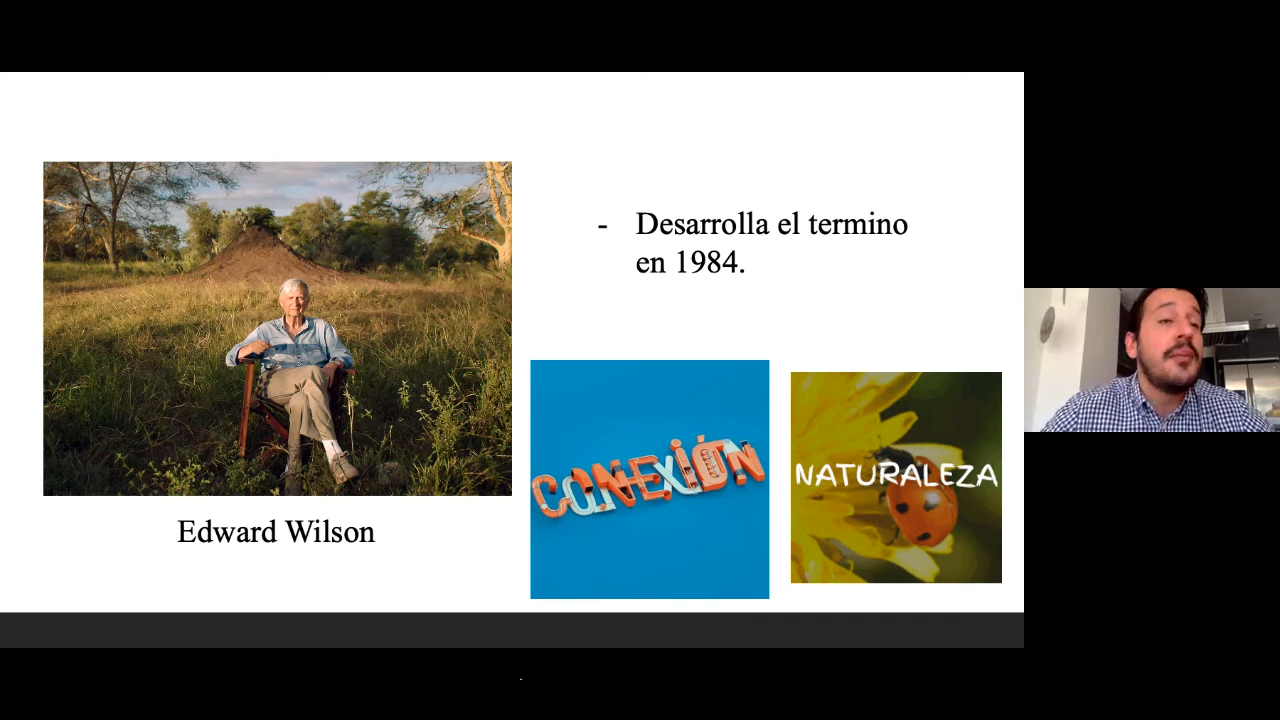 - Desarrolla el termino
en 1984.
CONEXIÓN
NATURALEZA
Edward Wilson